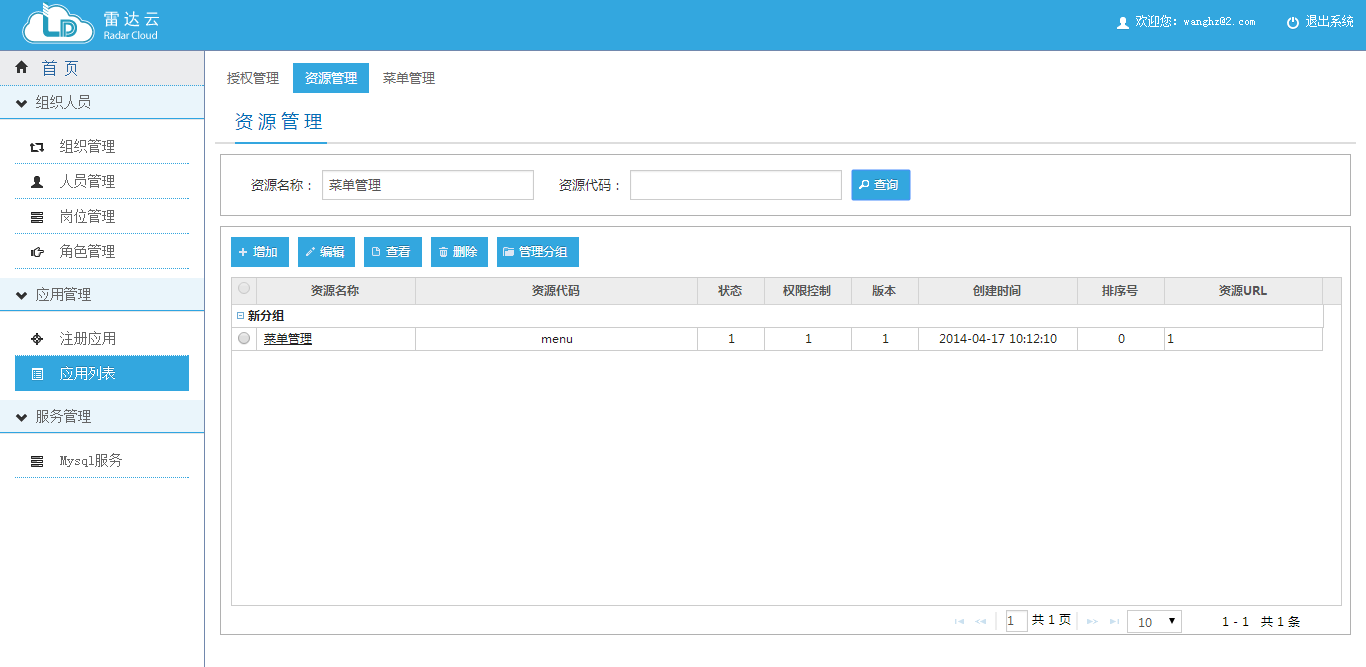 雷达云
Radar Cloud
欢迎您: wanghz@2.com 退出系统
首 页
组织人员
组织管理
人员管理
岗位管理
角色管理
应用管理
注册应用
应用列表
服务管理
Mysql服务
授权管理 资源管理 菜单管理
资源管理
资源名称： 菜单管理 资源代码： 查询
增加 编辑 查看 删除 管理分组
资源名称 资源代码 状态 权限控制 版本 创建时间 排序号 资源URL
新分组
菜单管理 menu 1 1 1 2014-04-17 10:12:10 0 1
1 共 1 页 10 1 - 1 共 1 条